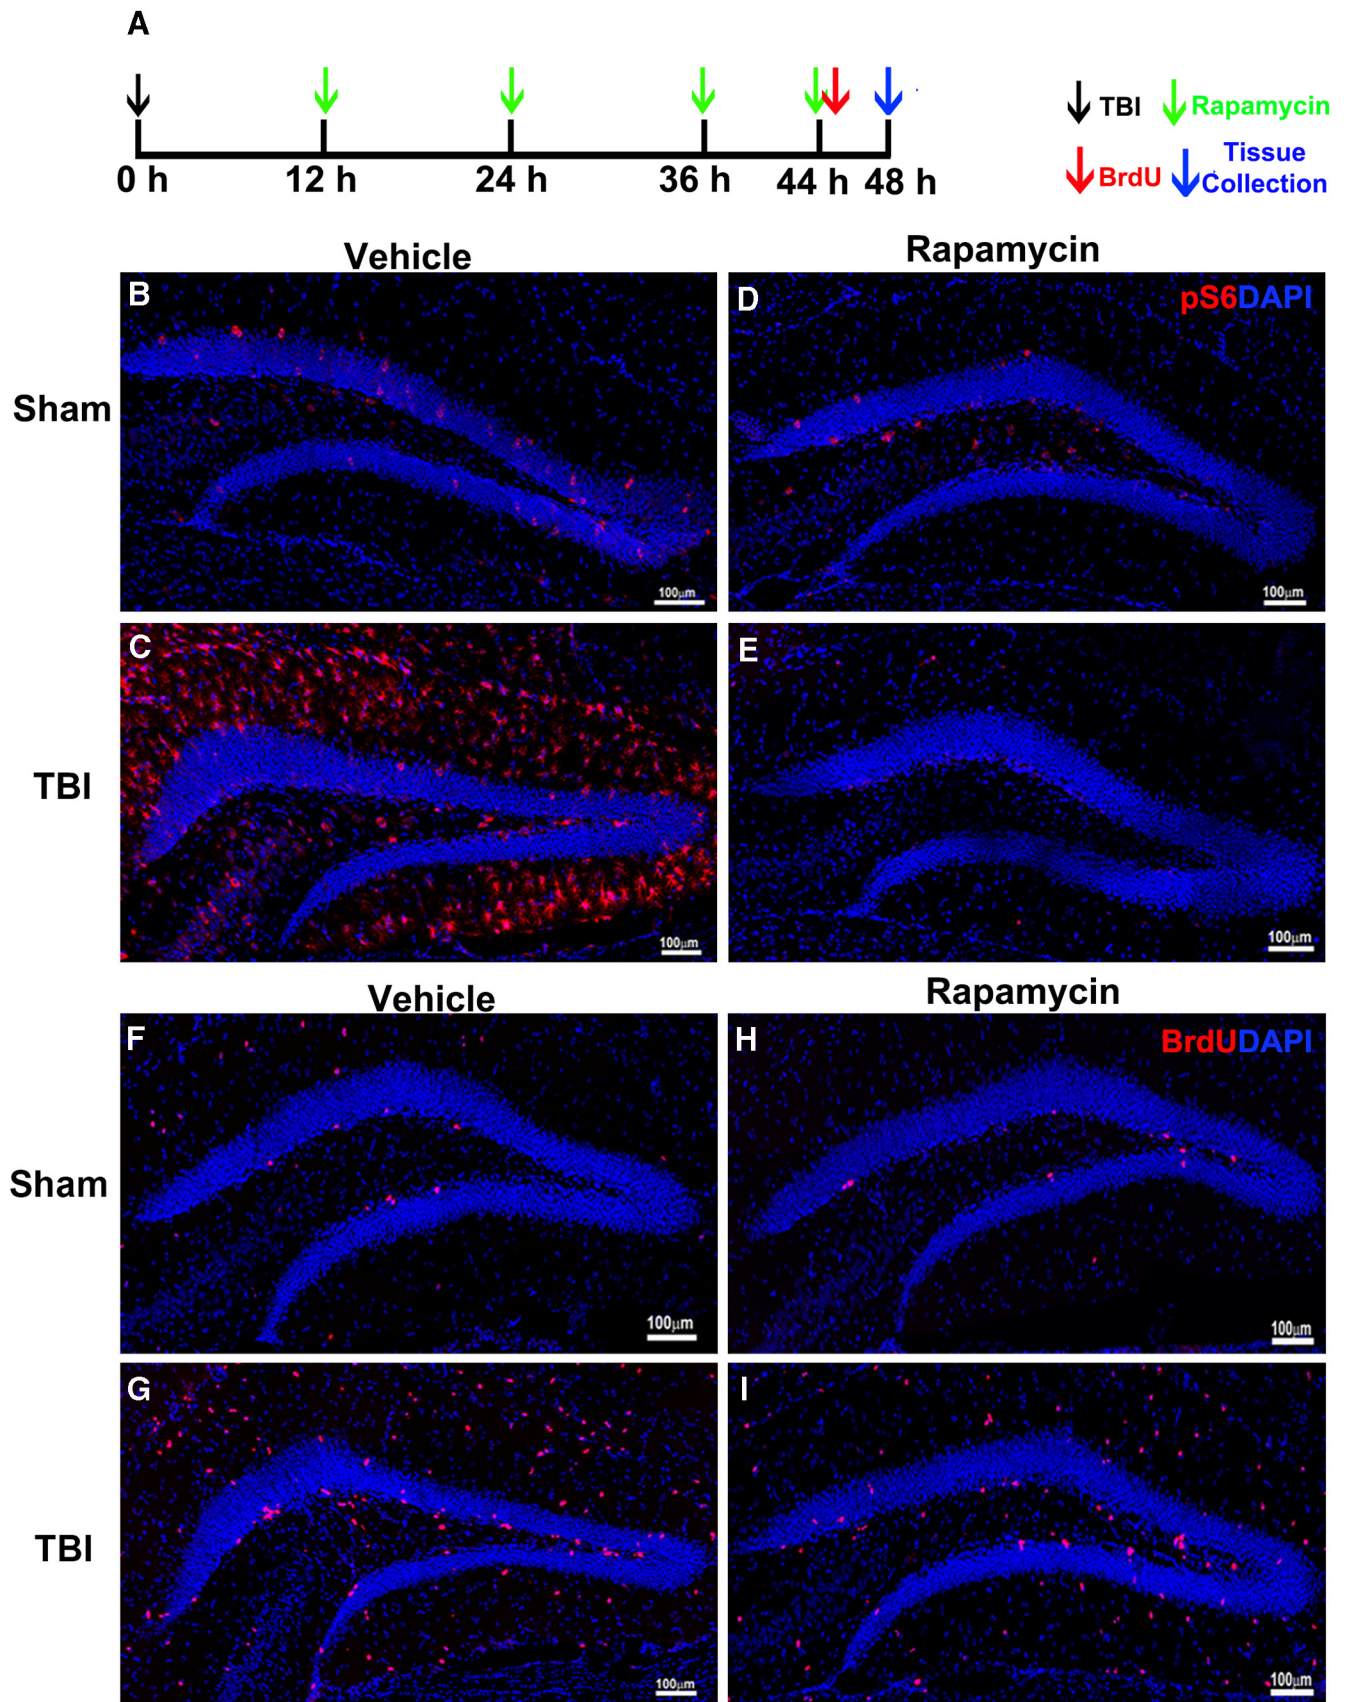 A
TBI
Rapamycin
BrdU
Tissue
Collection
0 h
12 h
24 h
36 h
44 h
48 h
Vehicle
Rapamycin
Sham
B
100µm
D
pS6DAPI
100µm
TBI
C
100µm
E
100µm
Vehicle
Rapamycin
Sham
F
100µm
H
BrdUDAPI
100µm
TBI
G
100µm
I
100µm